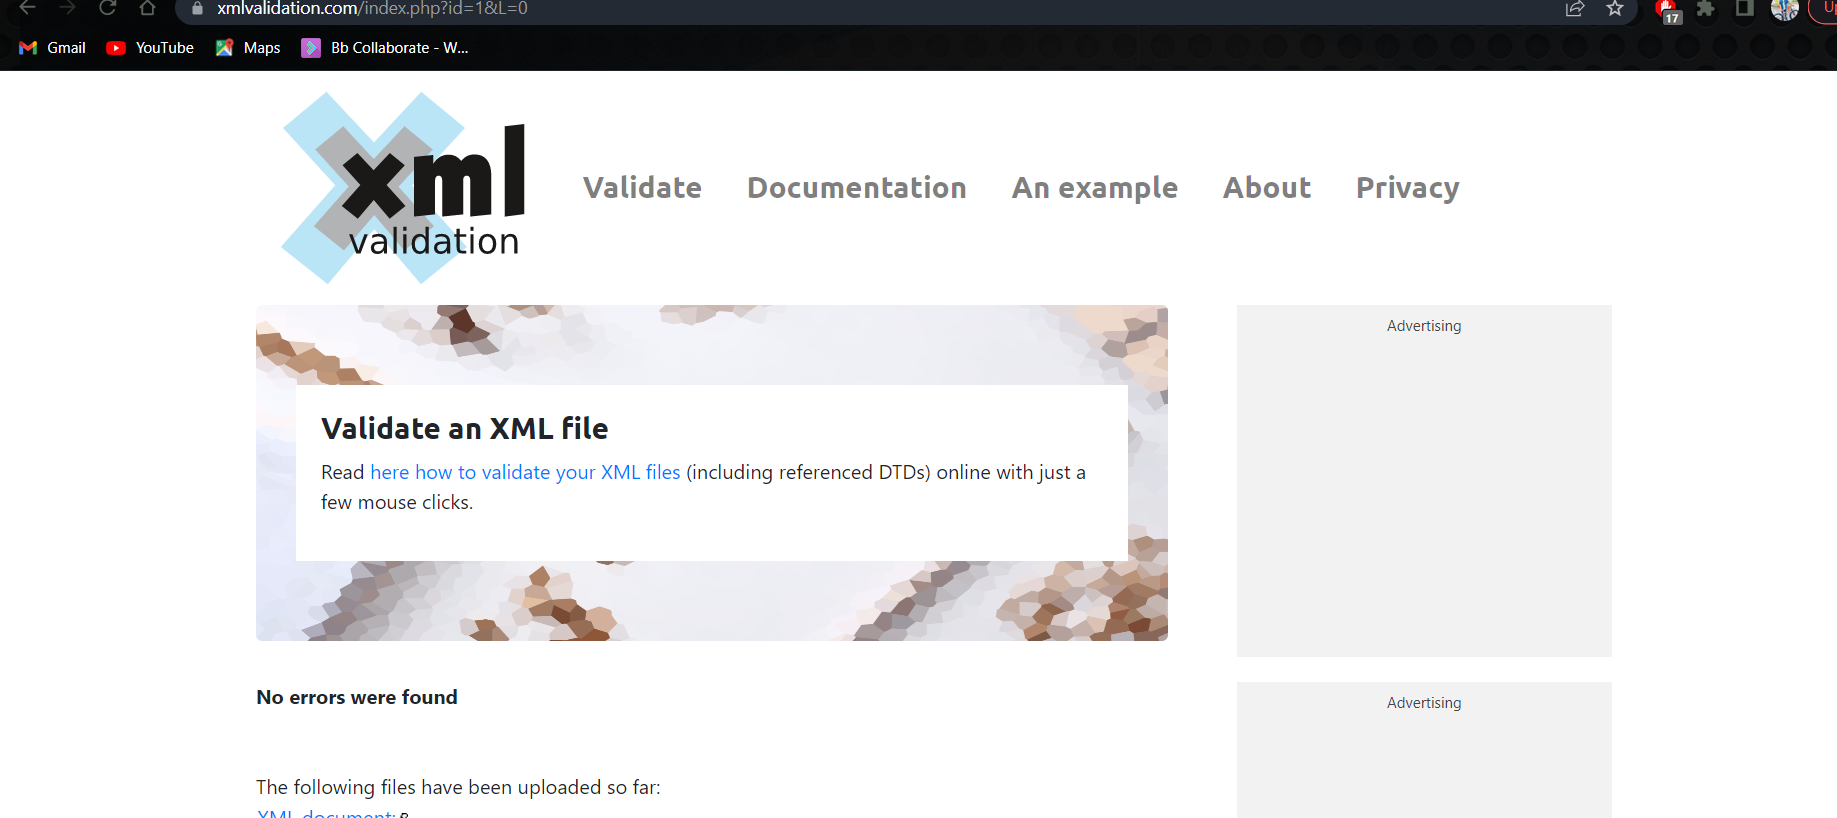 xmlvalidation.com/index.php?id=1&L=0
17
Gmail YouTube Maps Bb Collaborate - W...
xml
validation
Validate Documentation An example About Privacy
Validate an XML file
Read here how to validate your XML files (including referenced DTDs) online with just a
few mouse clicks.
Advertising
No errors were found
Advertising
The following files have been uploaded so far:
XML document: